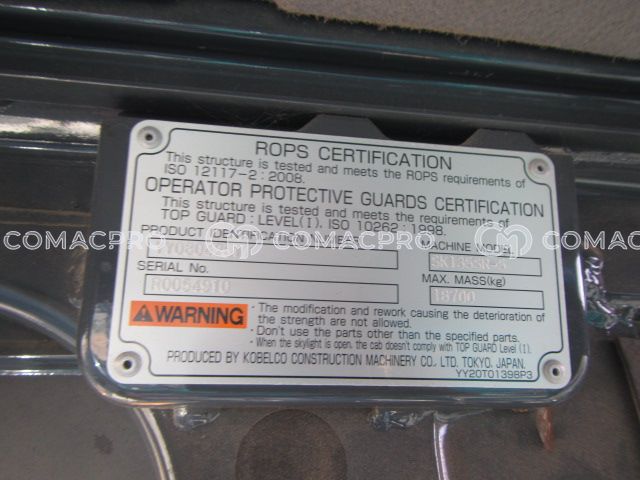 ROPS CERTIFICATION
This structure is tested and meets the ROPS requirements of
ISO 12117-2:2008.
OPERATOR PROTECTIVE GUARDS CERTIFICATION
This structure is tested and meets the requirements of
TOP GUARD : LEVEL(I). ISO 10262 : 1998.
PRODUCT IDENTIFICATION
MACHINE MODEL
COMACPRO COMACPRO COMACPRO
SERIAL No.
MAX. MASS(kg)
R0054910
18700
WARNING
・The modification and rework causing the deterioration of
the strength are not allowed.
・Don't use the parts other than the specified parts.
・When the skylight is open, the cab doesn't comply with TOP GUARD Level (I).
PRODUCED BY KOBELCO CONSTRUCTION MACHINERY CO., LTD. TOKYO, JAPAN.
YY20T01398P3